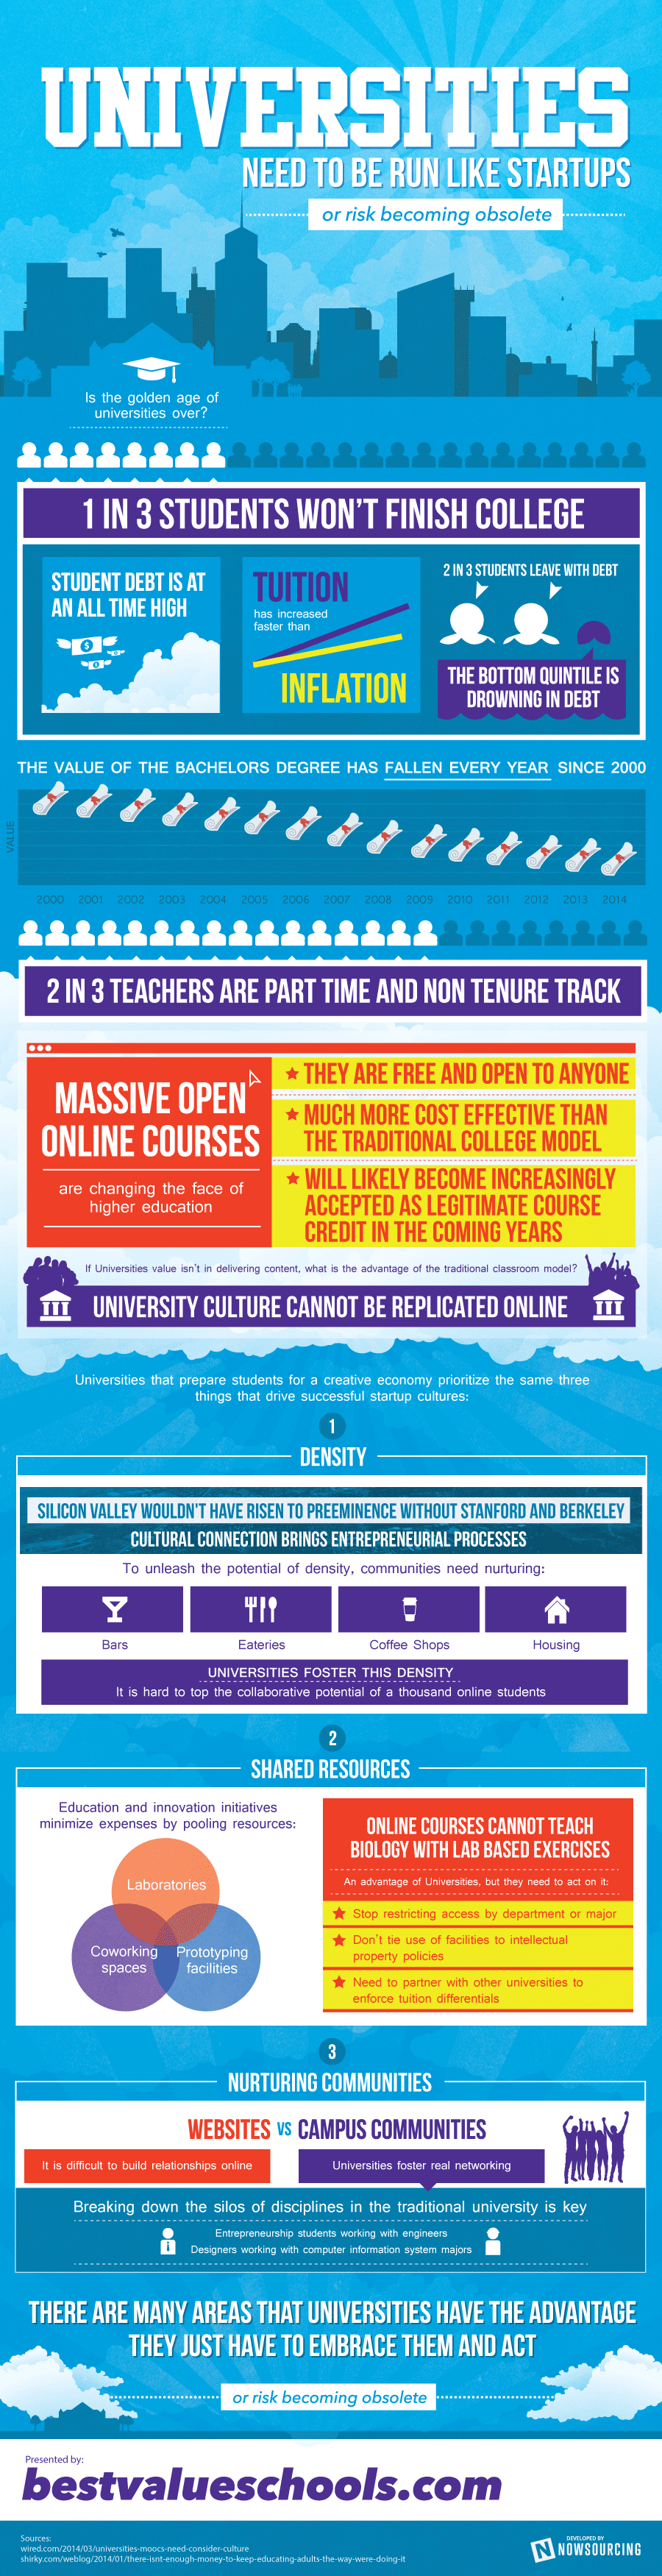 UNIVERSITIES
NEED TO BE RUN LIKE STARTUPS
or risk becoming obsolete
Is the golden age of
universities over?
1 IN 3 STUDENTS WON'T FINISH COLLEGE
STUDENT DEBT IS AT
AN ALL TIME HIGH
$
TUITION
has increased
faster than
INFLATION
2 IN 3 STUDENTS LEAVE WITH DEBT
THE BOTTOM QUINTILE IS
DROWNING IN DEBT
THE VALUE OF THE BACHELORS DEGREE HAS FALLEN EVERY YEAR SINCE 2000
VALUE
2000 2001 2002 2003 2004 2005 2006 2007 2008 2009 2010 2011 2012 2013 2014
2 IN 3 TEACHERS ARE PART TIME AND NON TENURE TRACK
MASSIVE OPEN
ONLINE COURSES
are changing the face of
higher education
THEY ARE FREE AND OPEN TO ANYONE
MUCH MORE COST EFFECTIVE THAN
THE TRADITIONAL COLLEGE MODEL
WILL LIKELY BECOME INCREASINGLY
ACCEPTED AS LEGITIMATE COURSE
CREDIT IN THE COMING YEARS
If Universities value isn't in delivering content, what is the advantage of the traditional classroom model?
UNIVERSITY CULTURE CANNOT BE REPLICATED ONLINE
Universities that prepare students for a creative economy prioritize the same three
things that drive successful startup cultures:
1
DENSITY
SILICON VALLEY WOULDN'T HAVE RISEN TO PREEMINENCE WITHOUT STANFORD AND BERKELEY
CULTURAL CONNECTION BRINGS ENTREPRENEURIAL PROCESSES
To unleash the potential of density, communities need nurturing:
Bars
Eateries
Coffee Shops
Housing
UNIVERSITIES FOSTER THIS DENSITY
It is hard to top the collaborative potential of a thousand online students
2
SHARED RESOURCES
Education and innovation initiatives
minimize expenses by pooling resources:
Laboratories
Coworking
spaces
Prototyping
facilities
ONLINE COURSES CANNOT TEACH
BIOLOGY WITH LAB BASED EXERCISES
An advantage of Universities, but they need to act on it:
Stop restricting access by department or major
Don't tie use of facilities to intellectual
property policies
Need to partner with other universities to
enforce tuition differentials
3
NURTURING COMMUNITIES
WEBSITES VS CAMPUS COMMUNITIES
It is difficult to build relationships online
Universities foster real networking
Breaking down the silos of disciplines in the traditional university is key
Entrepreneurship students working with engineers
Designers working with computer information system majors
THERE ARE MANY AREAS THAT UNIVERSITIES HAVE THE ADVANTAGE
THEY JUST HAVE TO EMBRACE THEM AND ACT
or risk becoming obsolete
Presented by:
bestvalueschools.com
Sources:
wired.com/2014/03/universities-moocs-need-consider-culture
shirky.com/weblog/2014/01/there-isnt-enough-money-to-keep-educating-adults-the-way-were-doing-it
DEVELOPED BY
N NOWSOURCING